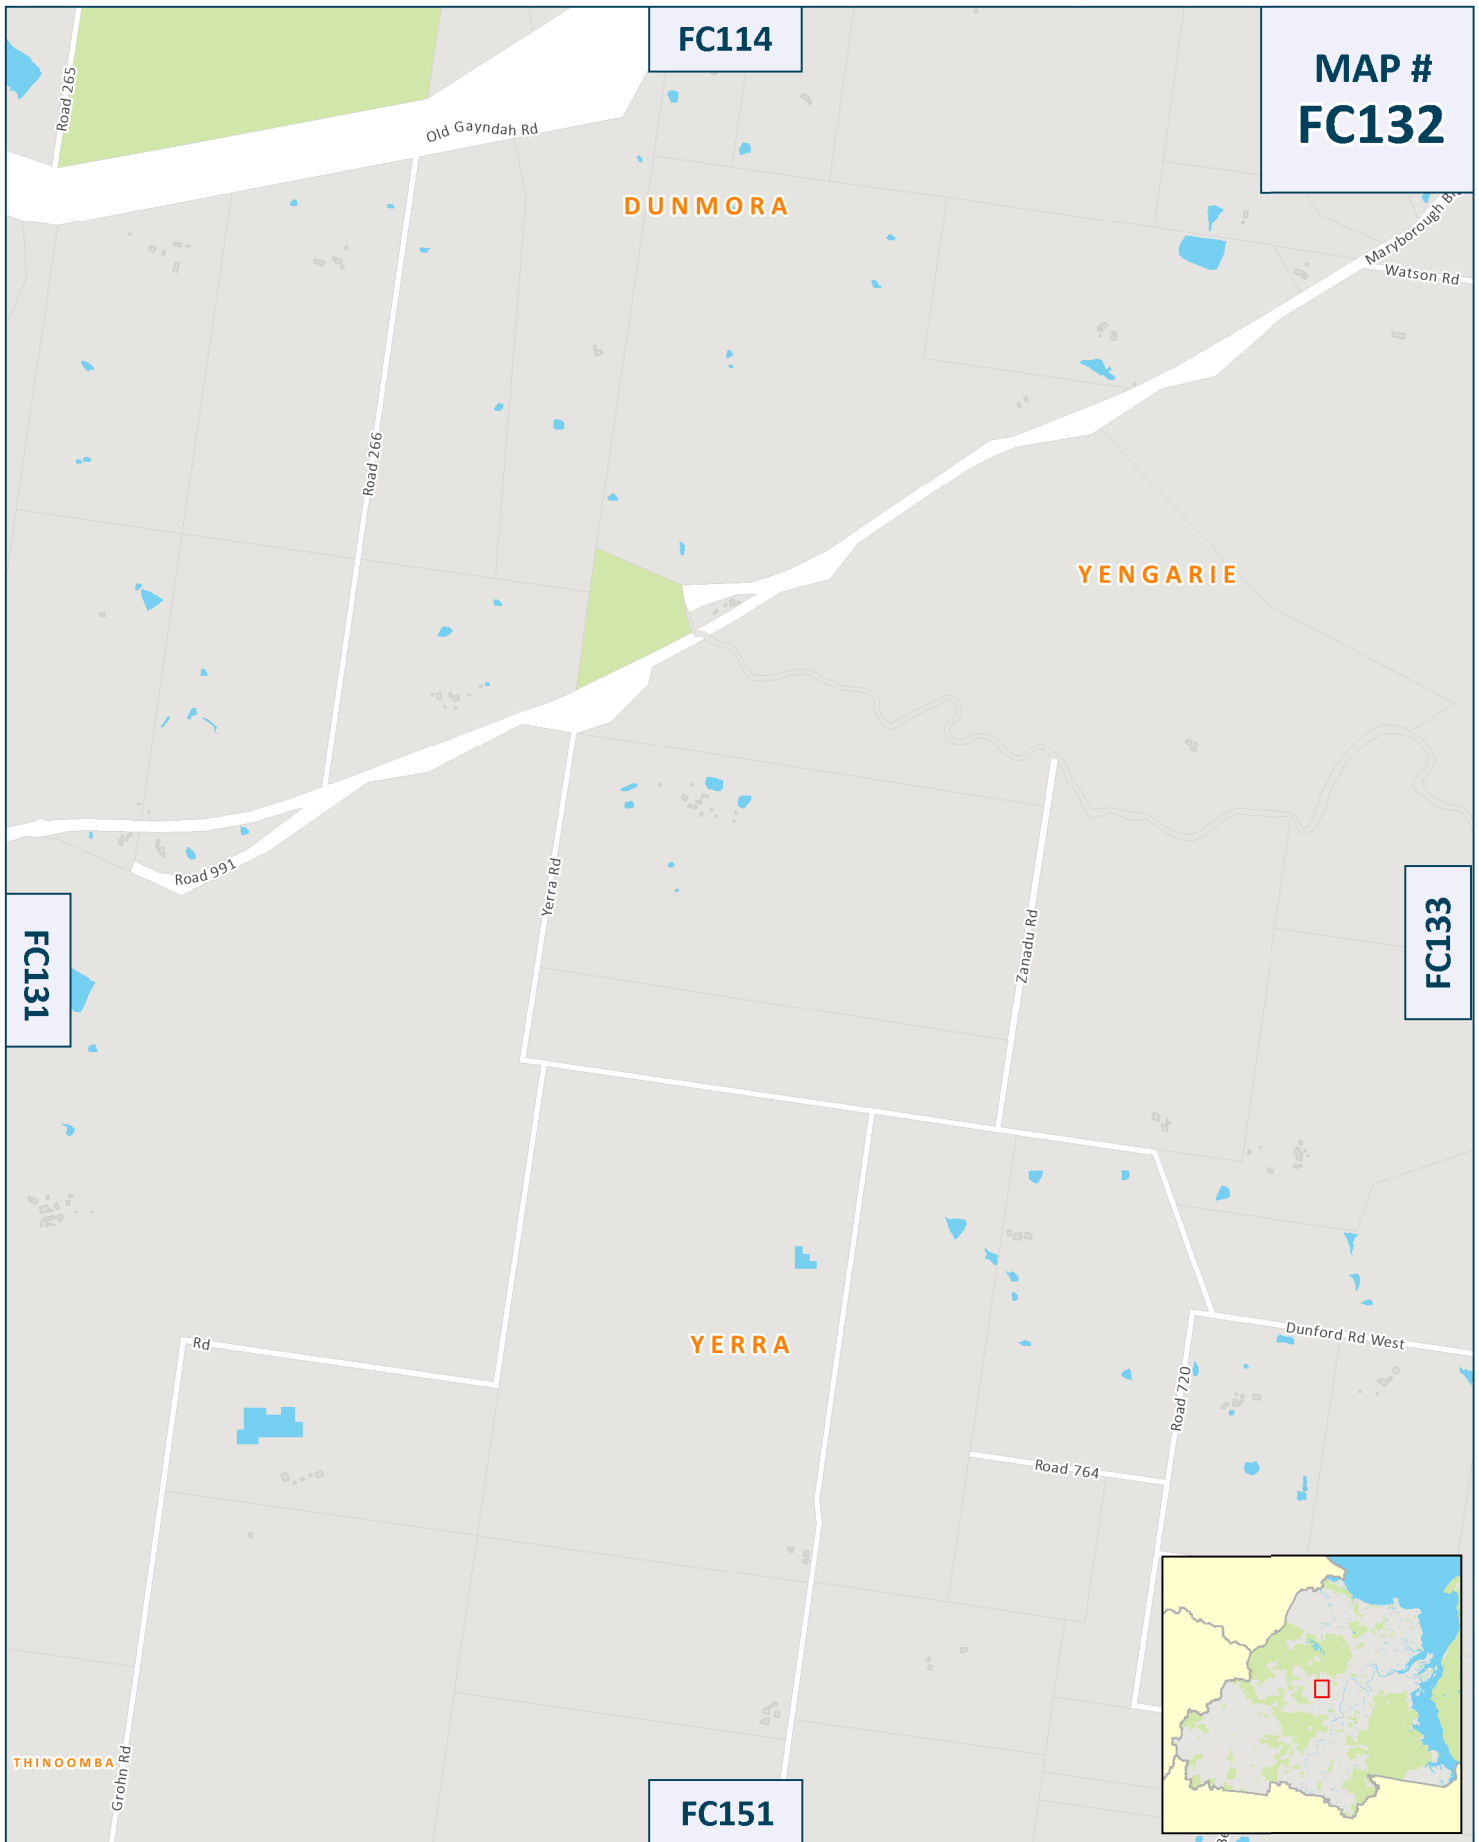 FC114
MAP #
FC132
Road 265
Old Gayndah Rd
DUNMORA
Maryborough
Watson Rd
Road 266
YENGARIE
Road 991
Yerra Rd
Zanadu Rd
FC131
FC133
Rd
YERRA
Dunford Rd West
Road 720
Road 764
THINOOMBA
Grohn Rd
FC151